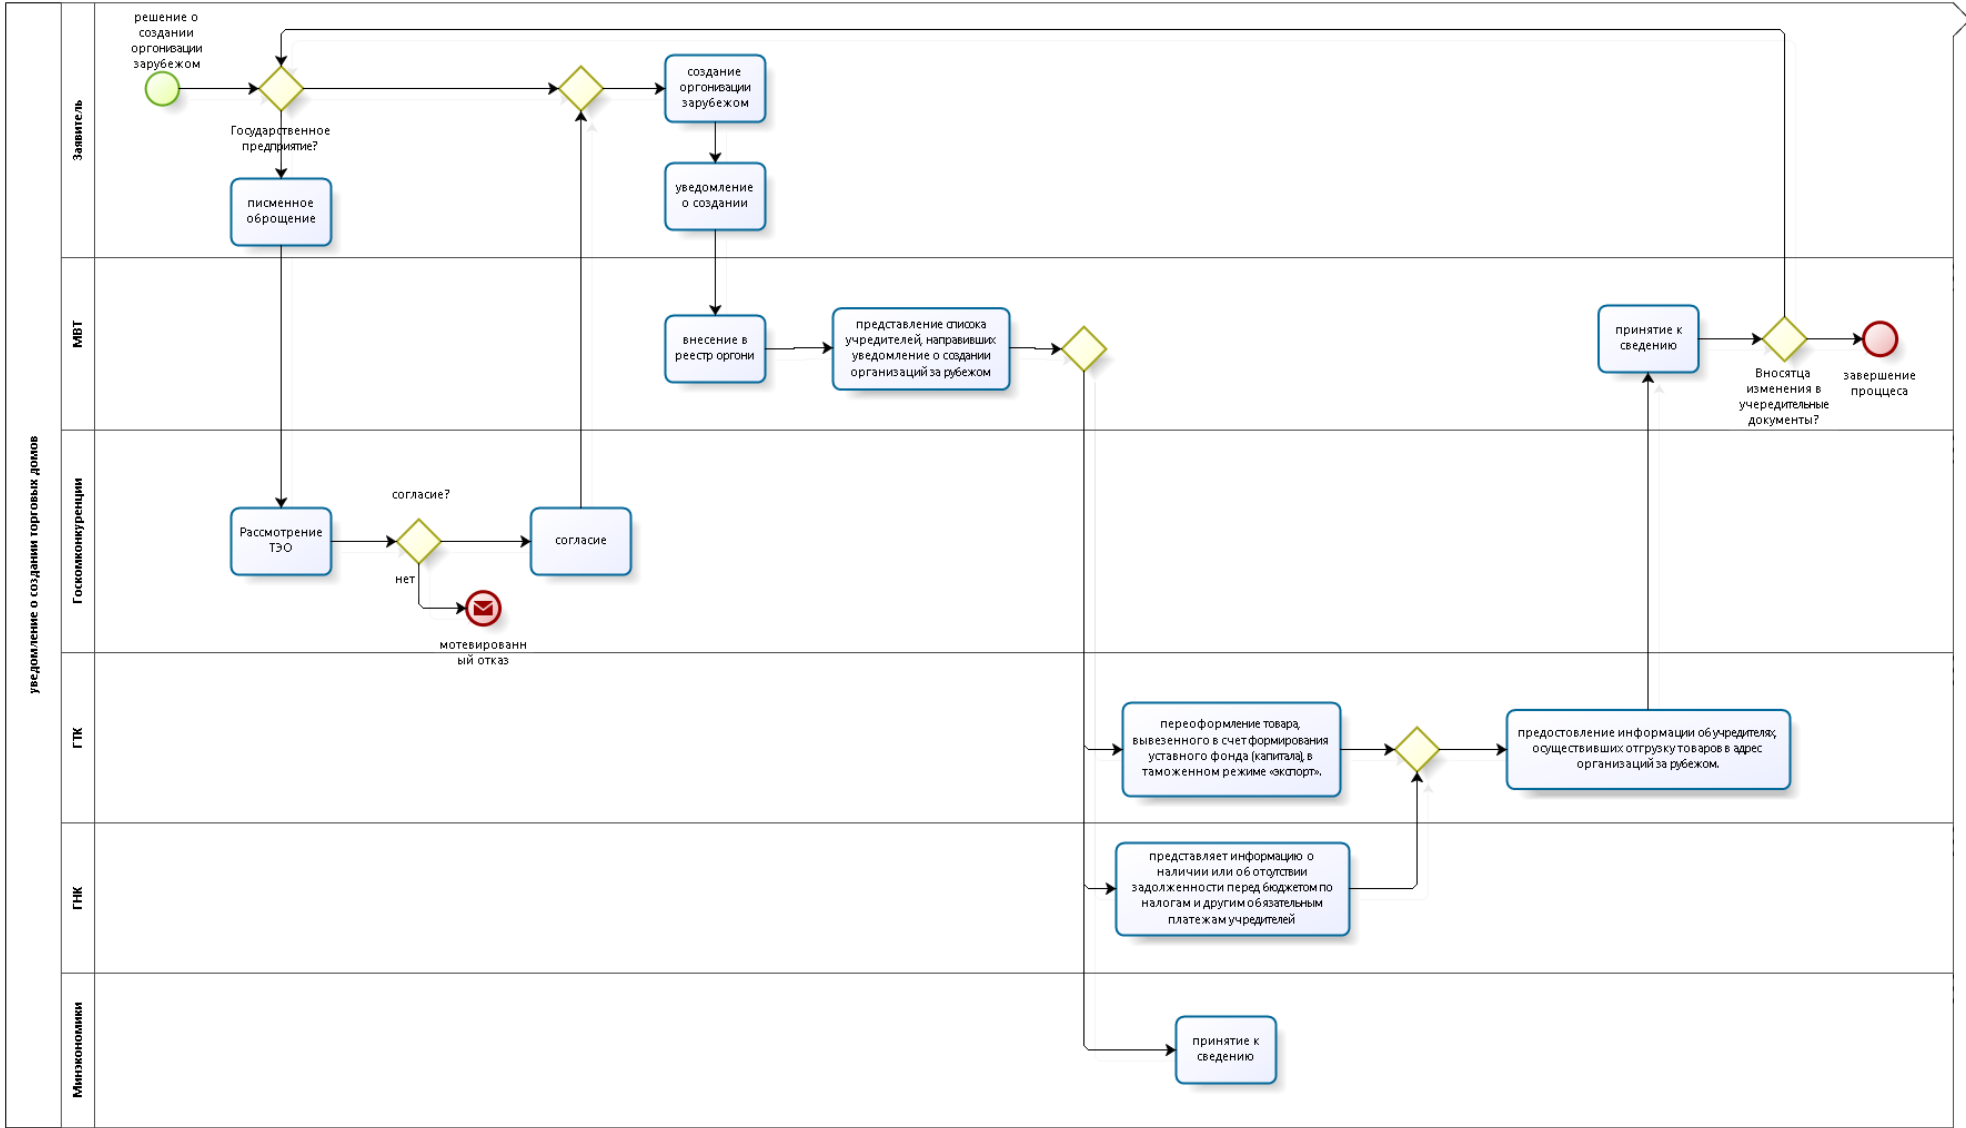 уведомление о создании торговых домов
Заявитель
решение о
создании
оргонизации
зарубежом
Государственное
предприятие?
писменное
оброщение
создание
оргонизации
зарубежом
уведомление
о создании
МВТ
внесение в
реестр оргони
представление списока
учредителей, направивших
уведомление о создании
организаций за рубежом
принятие к
сведению
Вносятца
изменения в
учередительные
документы?
завершение
проццеса
Госкомконкуренции
Рассмотрение
ТЭО
согласие?
нет
мотевированн
ый отказ
согласие
ГТК
переоформление товара,
вывезенного в счет формирования
уставного фонда (капитала), в
таможенном режиме «экспорт».
предостовление информации об учредителях,
осуществивших отгрузку товаров в адрес
организаций за рубежом.
ГНК
представляет информацию о
наличии или об отсутствии
задолженности перед бюджетом по
налогам и другим обязательным
платежам учредителей
Минэкономики
принятие к
сведению